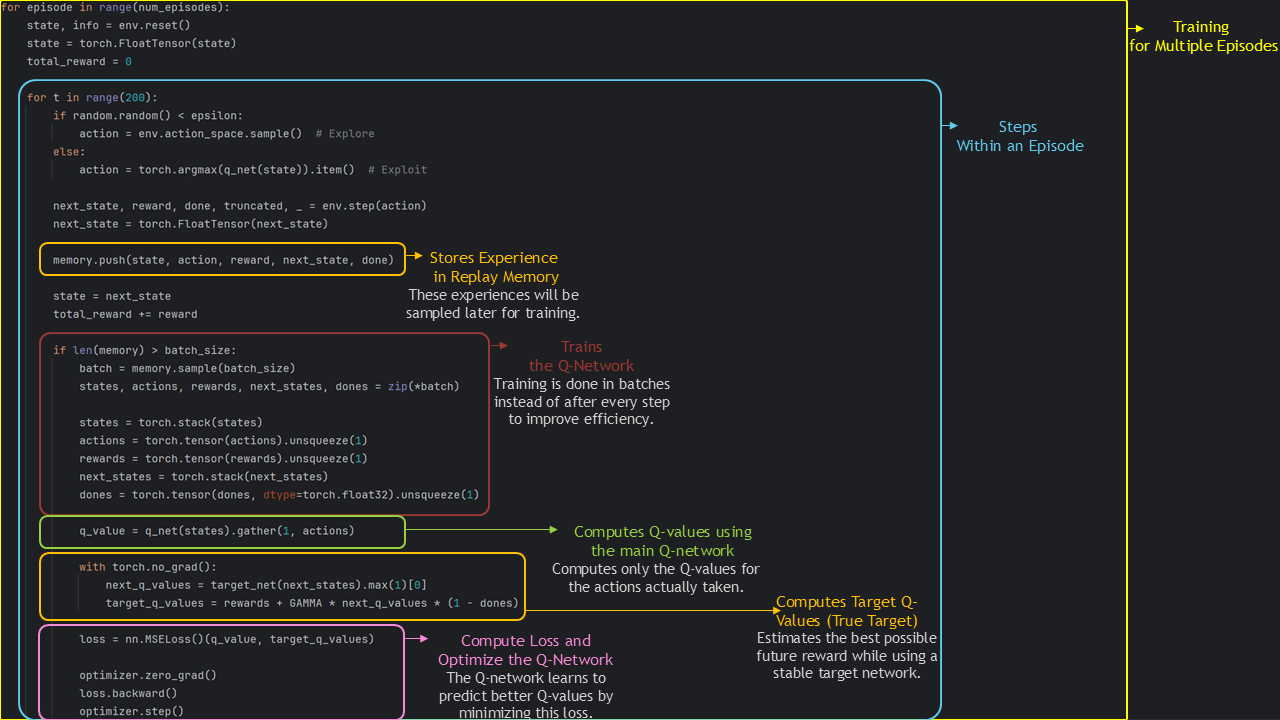 for episode in range(num_episodes):
state, info = env.reset()
state = torch.FloatTensor(state)
total_reward = 0
Training
for Multiple Episodes
for t in range(200):
if random.random() < epsilon:
action = env.action_space.sample()  # Explore
else:
action = torch.argmax(q_net(state)).item()  # Exploit
Steps
Within an Episode
next_state, reward, done, truncated, _ = env.step(action)
next_state = torch.FloatTensor(next_state)
memory.push(state, action, reward, next_state, done)
Stores Experience
in Replay Memory
These experiences will be
sampled later for training.
state = next_state
total_reward += reward
if len(memory) > batch_size:
batch = memory.sample(batch_size)
states, actions, rewards, next_states, dones = zip(*batch)
states = torch.stack(states)
actions = torch.tensor(actions).unsqueeze(1)
rewards = torch.tensor(rewards).unsqueeze(1)
next_states = torch.stack(next_states)
dones = torch.tensor(dones, dtype=torch.float32).unsqueeze(1)
Trains
the Q-Network
Training is done in batches
instead of after every step
to improve efficiency.
q_value = q_net(states).gather(1, actions)
Computes Q-values using
the main Q-network
Computes only the Q-values for
the actions actually taken.
with torch.no_grad():
next_q_values = target_net(next_states).max(1)[0]
target_q_values = rewards + GAMMA * next_q_values * (1 - dones)
Computes Target Q-
Values (True Target)
Estimates the best possible
future reward while using a
stable target network.
loss = nn.MSELoss()(q_value, target_q_values)
optimizer.zero_grad()
loss.backward()
optimizer.step()
Compute Loss and
Optimize the Q-Network
The Q-network learns to
predict better Q-values by
minimizing this loss.